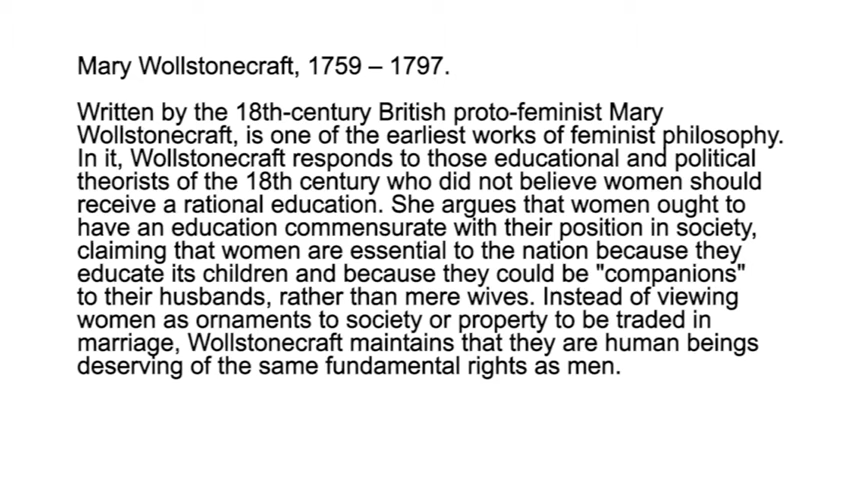 Mary Wollstonecraft, 1759 – 1797.
Written by the 18th-century British proto-feminist Mary
Wollstonecraft, is one of the earliest works of feminist philosophy.
In it, Wollstonecraft responds to those educational and political
theorists of the 18th century who did not believe women should
receive a rational education. She argues that women ought to
have an education commensurate with their position in society,
claiming that women are essential to the nation because they
educate its children and because they could be "companions"
to their husbands, rather than mere wives. Instead of viewing
women as ornaments to society or property to be traded in
marriage, Wollstonecraft maintains that they are human beings
deserving of the same fundamental rights as men.